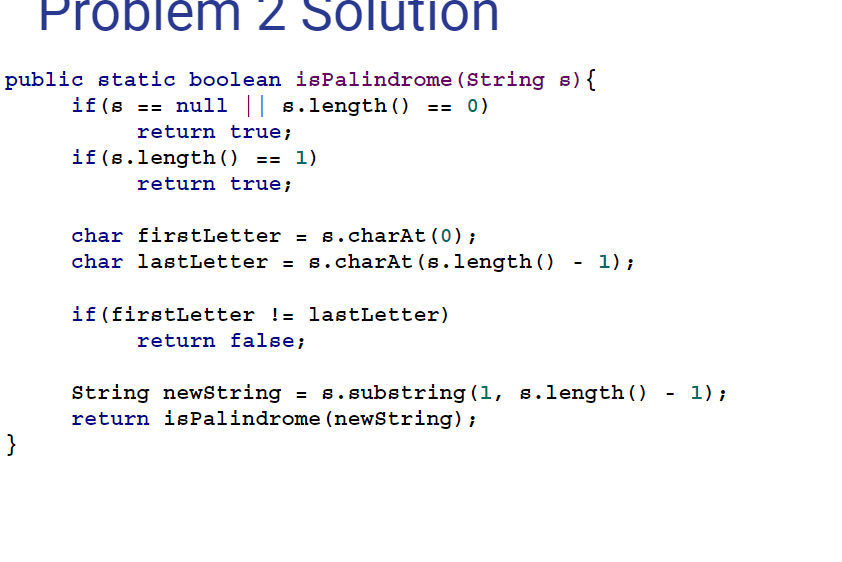 Problem 2 Solution
public static boolean isPalindrome(String s){
if(s == null || s.length() == 0)
return true;
if(s.length() == 1)
return true;
char firstLetter = s.charAt(0);
char lastLetter = s.charAt(s.length() - 1);
if(firstLetter != lastLetter)
return false;
String newString = s.substring(1, s.length() - 1);
return isPalindrome(newString);
}